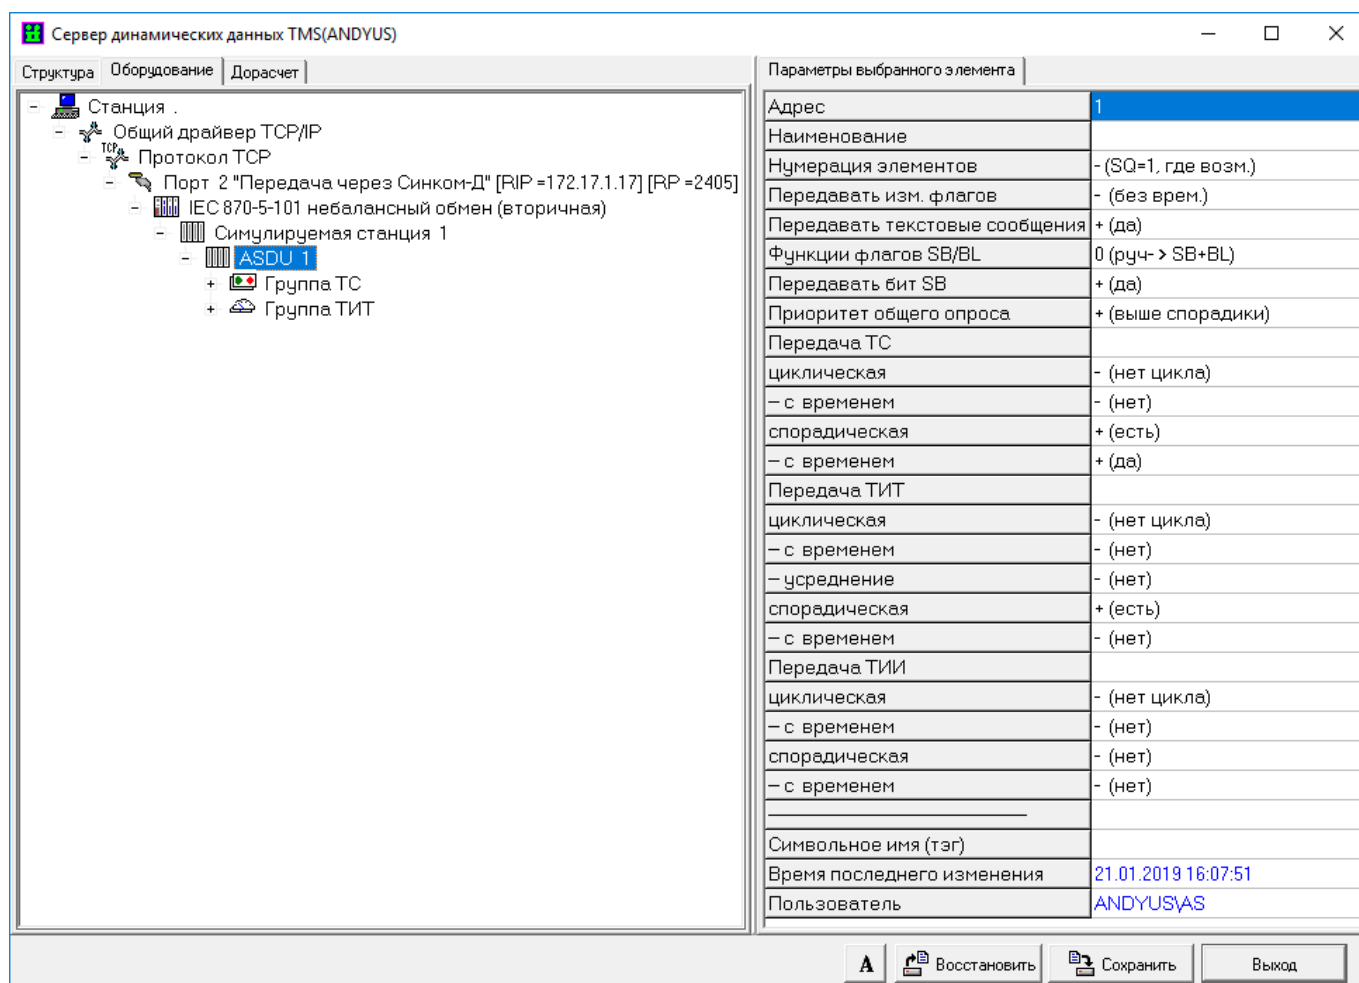 Сервер динамических данных TMS(ANDYUS)
Структура Оборудование Дорасчет
Станция .
Общий драйвер TCP/IP
TCP Протокол TCP
Порт 2 "Передача через Синком-Д" [RIP =172.17.1.17] [RP =2405]
IEC 870-5-101 небалансный обмен (вторичная)
Симулируемая станция 1
ASDU 1
Группа ТС
Группа ТИТ
Параметры выбранного элемента
Адрес 1
Наименование
Нумерация элементов - (SQ=1, где возм.)
Передавать изм. флагов - (без врем.)
Передавать текстовые сообщения + (да)
Функции флагов SB/BL 0 (руч-> SB+BL)
Передавать бит SB + (да)
Приоритет общего опроса + (выше спорадики)
Передача ТС
циклическая - (нет цикла)
– с временем - (нет)
спорадическая + (есть)
– с временем + (да)
Передача ТИТ
циклическая - (нет цикла)
– с временем - (нет)
– усреднение - (нет)
спорадическая + (есть)
– с временем - (нет)
Передача ТИИ
циклическая - (нет цикла)
– с временем - (нет)
спорадическая - (нет)
– с временем - (нет)
Символьное имя (тэг)
Время последнего изменения 21.01.2019 16:07:51
Пользователь ANDYUS\AS
A Восстановить Сохранить Выход